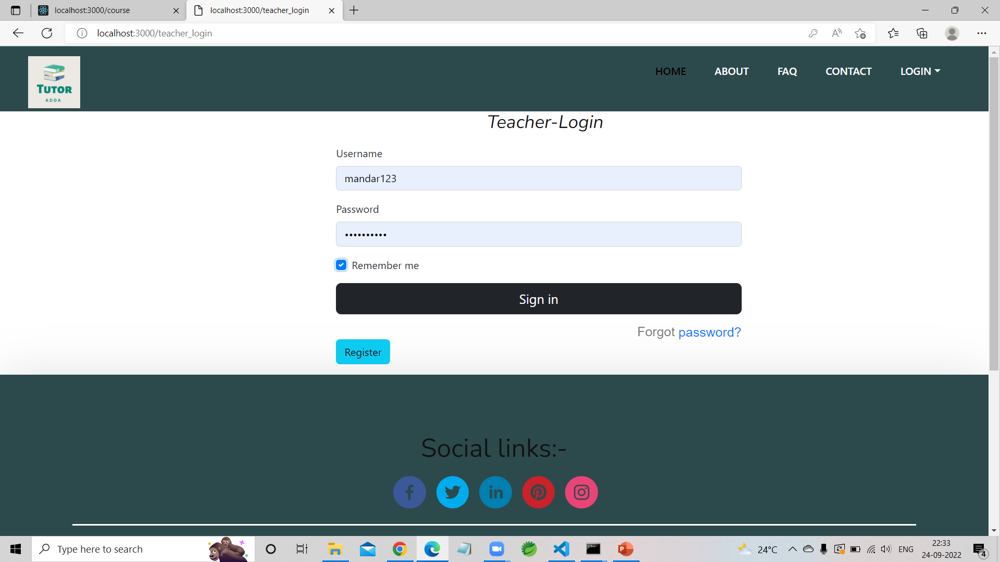 localhost:3000/course
localhost:3000/teacher_login
localhost:3000/teacher_login
TUTOR
ADDA
HOME
ABOUT
FAQ
CONTACT
LOGIN
Teacher-Login
Username
mandar123
Password
••••••••••
Remember me
Sign in
Forgot password?
Register
Social links:-
Type here to search
24°C
ENG
22:33
24-09-2022
4